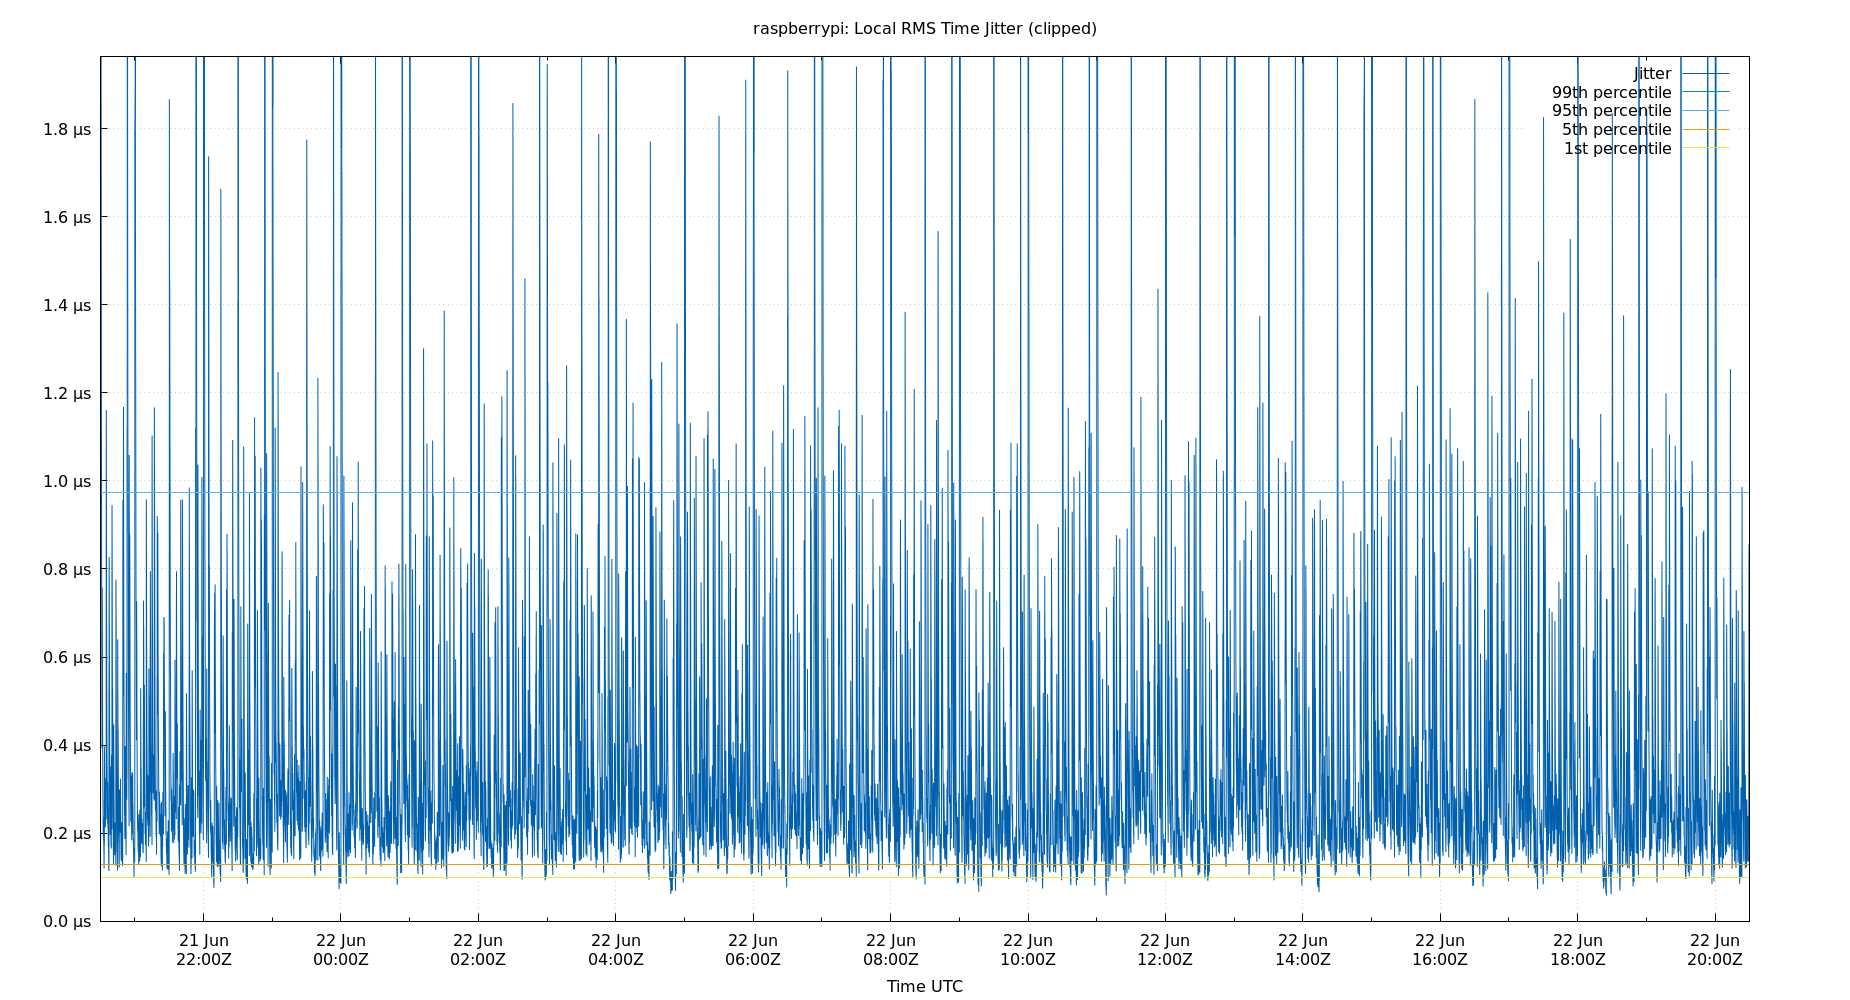 raspberrypi: Local RMS Time Jitter (clipped)
Jitter
99th percentile
95th percentile
5th percentile
1st percentile
1.8 µs
1.6 µs
1.4 µs
1.2 µs
1.0 µs
0.8 µs
0.6 µs
0.4 µs
0.2 µs
0.0 µs
21 Jun 22 Jun 22 Jun 22 Jun 22 Jun 22 Jun 22 Jun 22 Jun 22 Jun 22 Jun 22 Jun 22 Jun
22:00Z 00:00Z 02:00Z 04:00Z 06:00Z 08:00Z 10:00Z 12:00Z 14:00Z 16:00Z 18:00Z 20:00Z
Time UTC